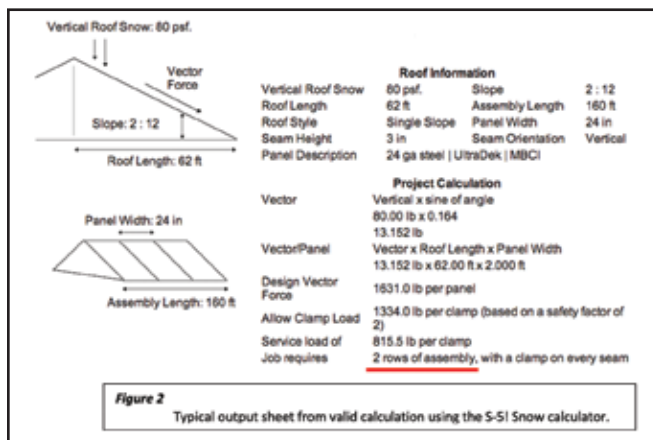 Vertical Roof Snow: 80 psf.
Vector
Force
Slope: 2 : 12
Roof Length: 62 ft
Panel Width: 24 in
Assembly Length: 160 ft
Roof Information
Vertical Roof Snow 80 psf. Slope 2 : 12
Roof Length 62 ft Assembly Length 160 ft
Roof Style Single Slope Panel Width 24 in
Seam Height 3 in Seam Orientation Vertical
Panel Description 24 ga steel | UltraDek | MBCI
Project Calculation
Vector Vertical x sine of angle
80.00 lb x 0.164
13.152 lb
Vector/Panel Vector x Roof Length x Panel Width
13.152 lb x 62.00 ft x 2.000 ft
Design Vector
Force 1631.0 lb per panel
Allow Clamp Load 1334.0 lb per clamp (based on a safety factor of
2)
Service load of 815.5 lb per clamp
Job requires 2 rows of assembly, with a clamp on every seam
Figure 2
Typical output sheet from valid calculation using the S-5! Snow calculator.